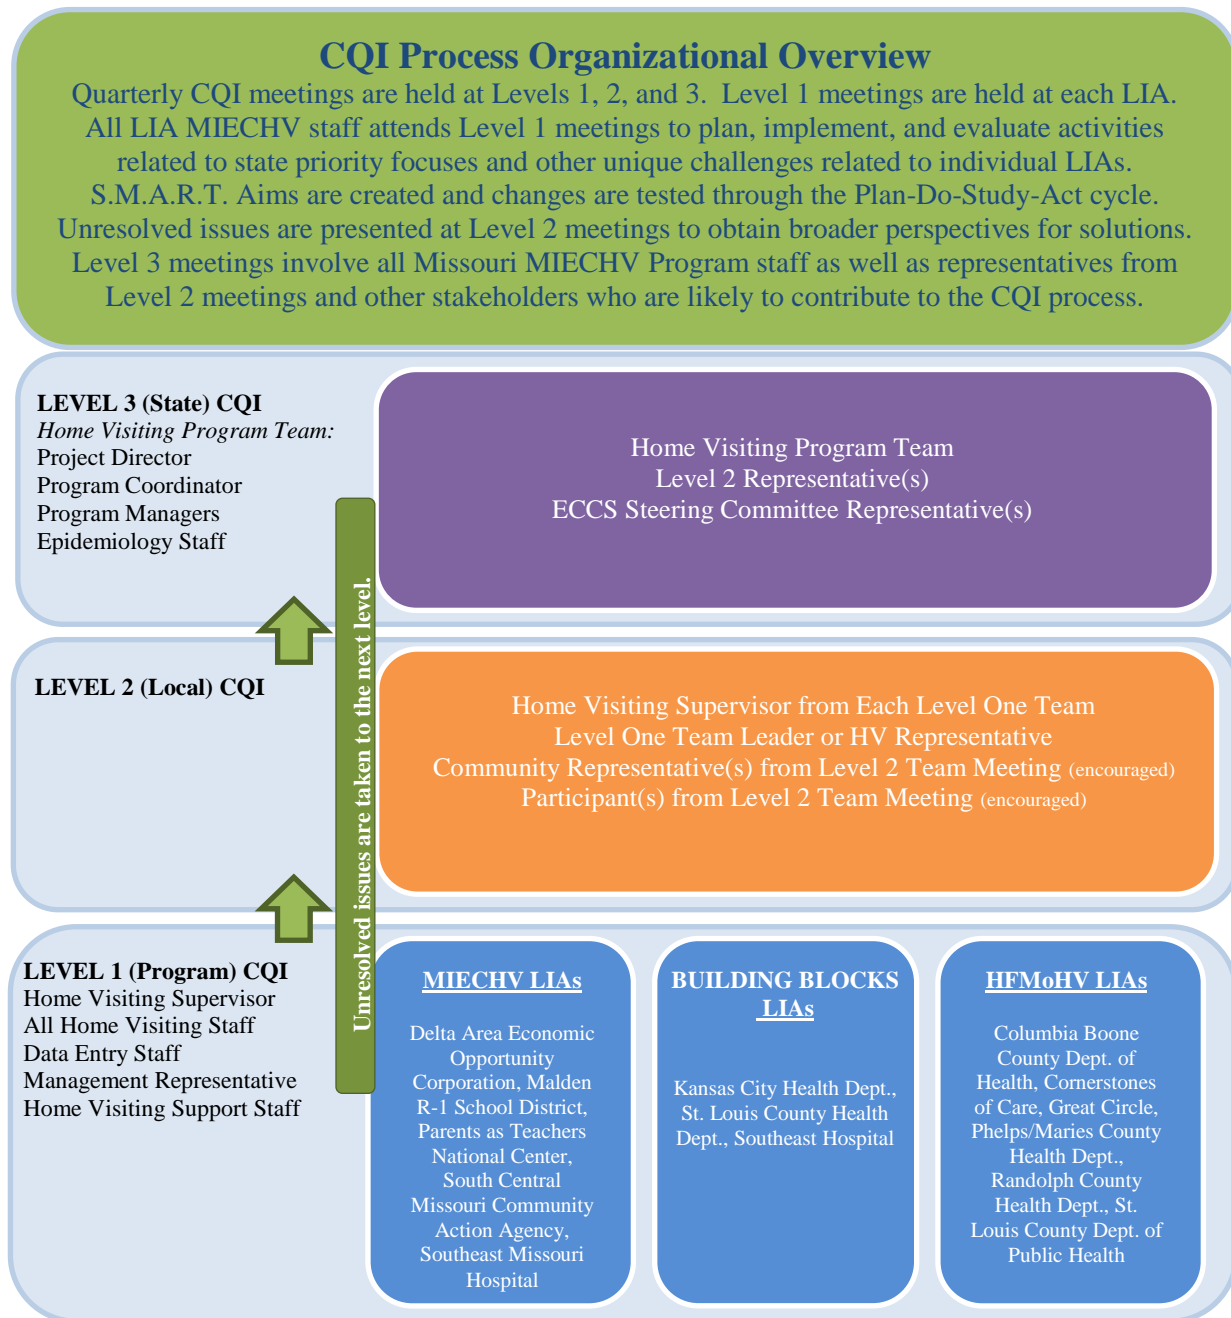 CQI Process Organizational Overview
Quarterly CQI meetings are held at Levels 1, 2, and 3.  Level 1 meetings are held at each LIA.
All LIA MIECHV staff attends Level 1 meetings to plan, implement, and evaluate activities
related to state priority focuses and other unique challenges related to individual LIAs.
S.M.A.R.T. Aims are created and changes are tested through the Plan-Do-Study-Act cycle.
Unresolved issues are presented at Level 2 meetings to obtain broader perspectives for solutions.
Level 3 meetings involve all Missouri MIECHV Program staff as well as representatives from
Level 2 meetings and other stakeholders who are likely to contribute to the CQI process.
LEVEL 3 (State) CQI
Home Visiting Program Team:
Project Director
Program Coordinator
Program Managers
Epidemiology Staff
Home Visiting Program Team
Level 2 Representative(s)
ECCS Steering Committee Representative(s)
Unresolved issues are taken to the next level.
LEVEL 2 (Local) CQI
Home Visiting Supervisor from Each Level One Team
Level One Team Leader or HV Representative
Community Representative(s) from Level 2 Team Meeting (encouraged)
Participant(s) from Level 2 Team Meeting (encouraged)
LEVEL 1 (Program) CQI
Home Visiting Supervisor
All Home Visiting Staff
Data Entry Staff
Management Representative
Home Visiting Support Staff
MIECHV LIAs
Delta Area Economic
Opportunity
Corporation, Malden
R-1 School District,
Parents as Teachers
National Center,
South Central
Missouri Community
Action Agency,
Southeast Missouri
Hospital
BUILDING BLOCKS
LIAs
Kansas City Health Dept.,
St. Louis County Health
Dept., Southeast Hospital
HFMoHV LIAs
Columbia Boone
County Dept. of
Health, Cornerstones
of Care, Great Circle,
Phelps/Maries County
Health Dept.,
Randolph County
Health Dept., St.
Louis County Dept. of
Public Health